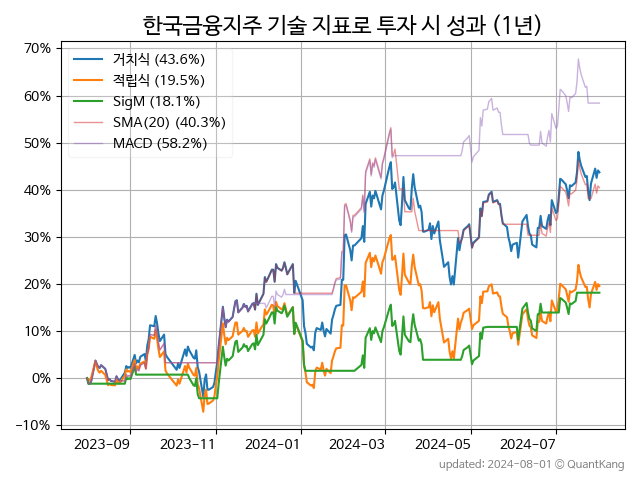 한국금융지주 기술 지표로 투자 시 성과 (1년)
70%
60%
50%
40%
30%
20%
10%
0%
−10%
거치식 (43.6%)
적립식 (19.5%)
SigM (18.1%)
SMA(20) (40.3%)
MACD (58.2%)
2023−09
2023−11
2024−01
2024−03
2024−05
2024−07
updated: 2024-08-01 © QuantKang